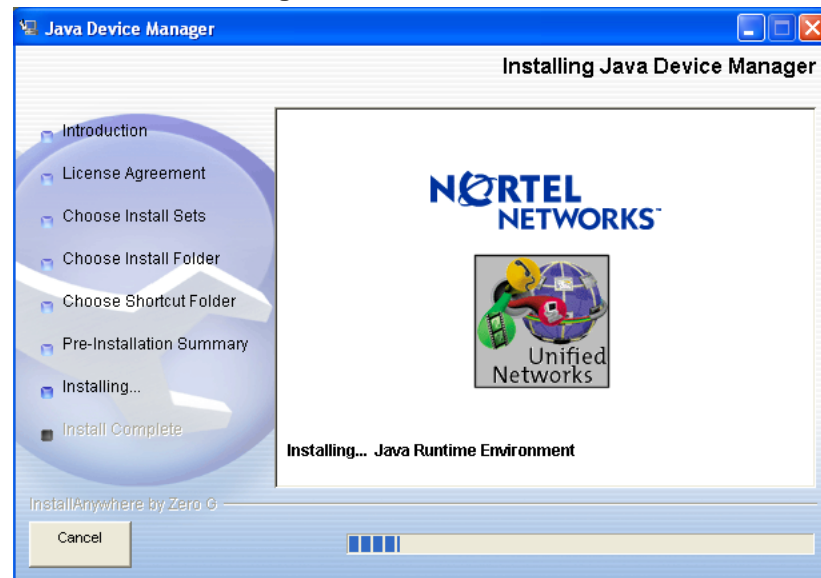 Java Device Manager
Installing Java Device Manager
Introduction
License Agreement
Choose Install Sets
Choose Install Folder
Choose Shortcut Folder
Pre-Installation Summary
Installing...
Install Complete
NORTEL
NETWORKS™
Unified
Networks
Installing... Java Runtime Environment
InstallAnywhere by Zero G
Cancel